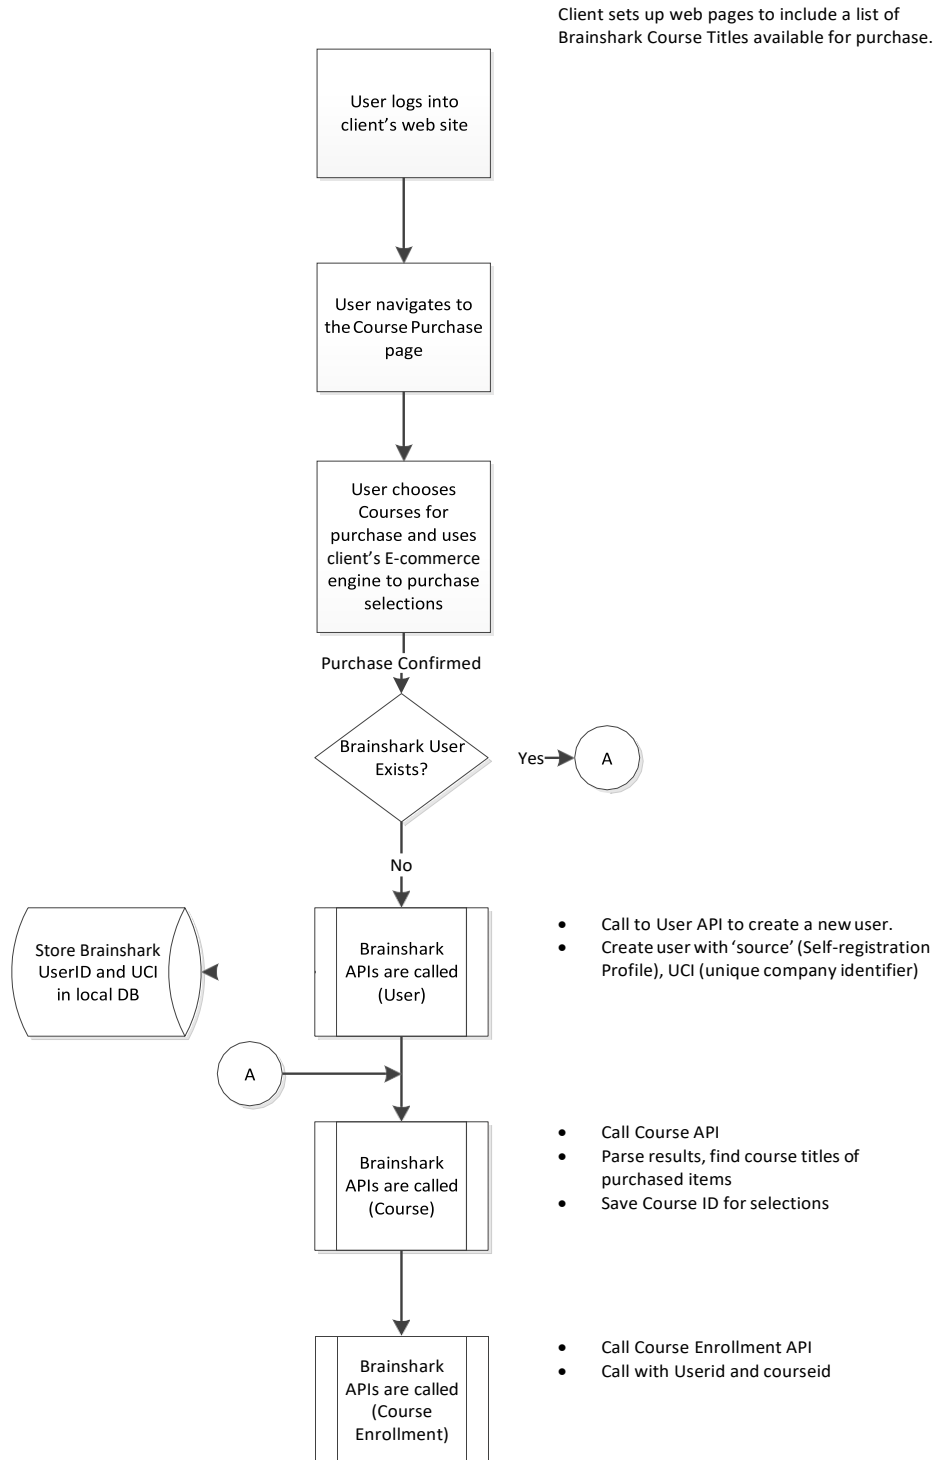 Client sets up web pages to include a list of
Brainshark Course Titles available for purchase.
User logs into
client’s web site
User navigates to
the Course Purchase
page
User chooses
Courses for
purchase and uses
client’s E-commerce
engine to purchase
selections
Purchase Confirmed
Brainshark User
Exists?
Yes
A
No
Store Brainshark
UserID and UCI
in local DB
Brainshark
APIs are called
(User)
• Call to User API to create a new user.
• Create user with ‘source’ (Self-registration
Profile), UCI (unique company identifier)
A
Brainshark
APIs are called
(Course)
• Call Course API
• Parse results, find course titles of
purchased items
• Save Course ID for selections
Brainshark
APIs are called
(Course
Enrollment)
• Call Course Enrollment API
• Call with Userid and courseid